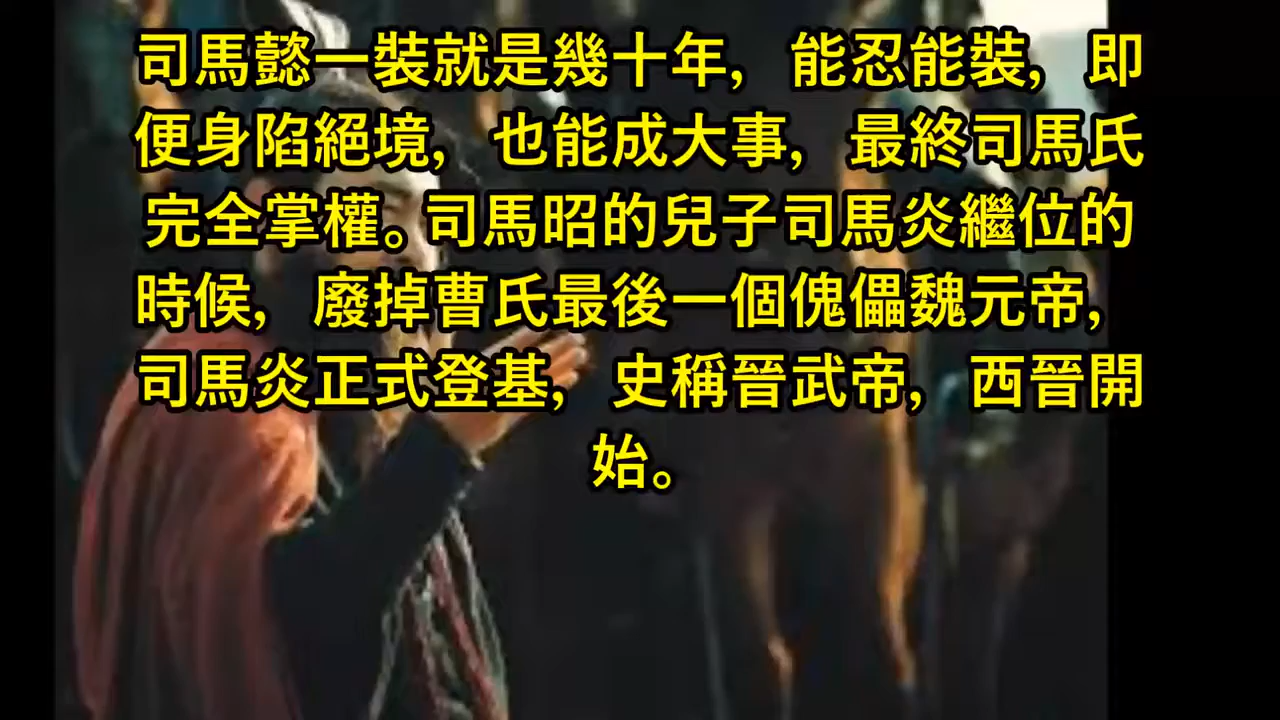 司馬懿一裝就是幾十年，能忍能裝，即
便身陷絕境，也能成大事，最終司馬氏
完全掌權。司馬昭的兒子司馬炎繼位的
時候，廢掉曹氏最後一個傀儡魏元帝，
司馬炎正式登基，史稱晉武帝，西晉開
始。